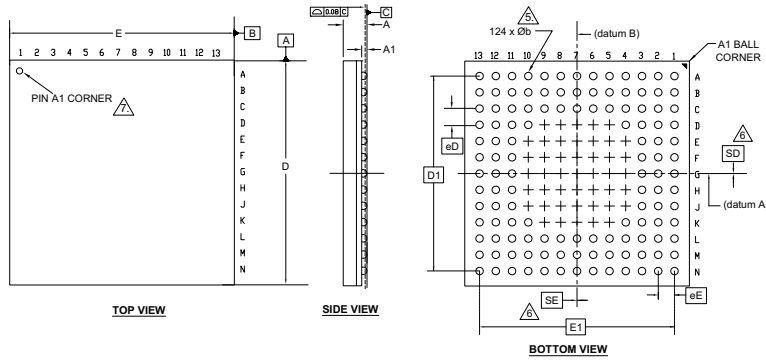 E
B
1 2 3 4 5 6 7 8 9 10 11 12 13
A
PIN A1 CORNER
7.
A
B
C
D
E
F
G
H
J
K
L
M
N
D
TOP VIEW
0.08 C
C
A
A1
SIDE VIEW
5.
124 x Øb
(datum B)
A1 BALL
CORNER
13 12 11 10 9 8 7 6 5 4 3 2 1
A
B
C
D
E
F
G
H
J
K
L
M
N
eD
D1
6
SD
(datum A
SE
6
eE
E1
BOTTOM VIEW